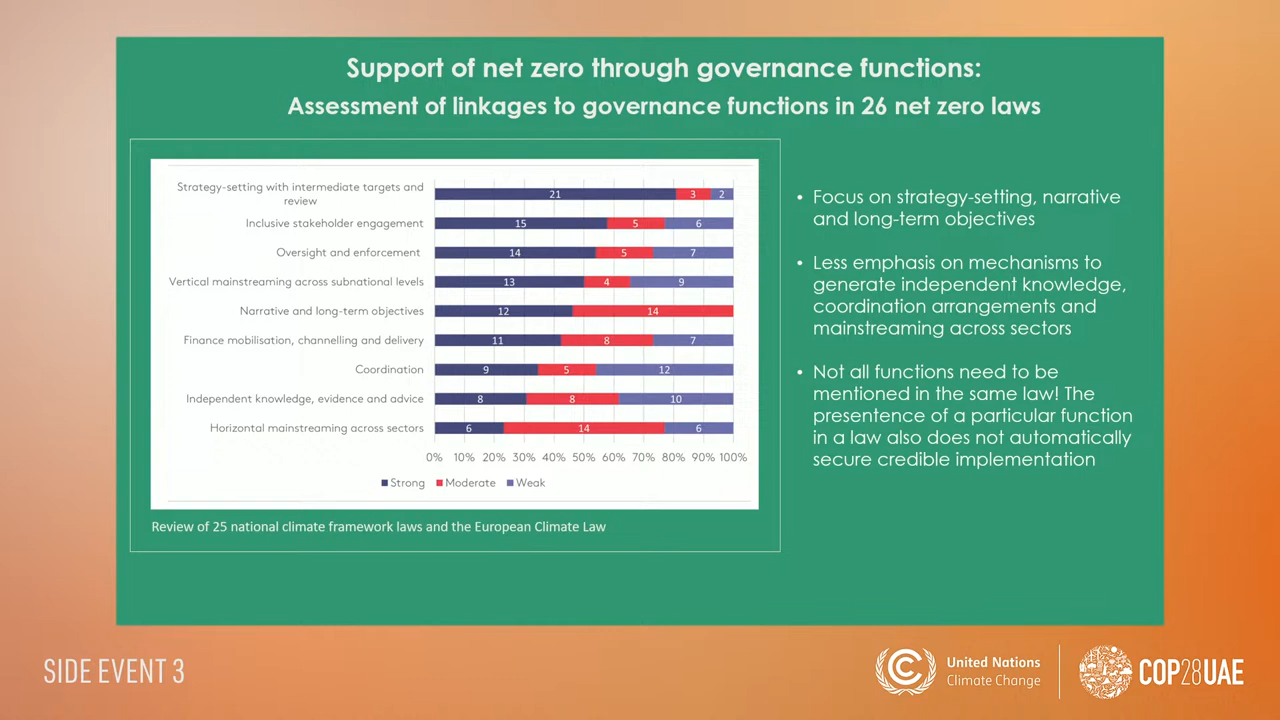 Support of net zero through governance functions:
Assessment of linkages to governance functions in 26 net zero laws
Strategy-setting with intermediate targets and
review
21 3 2
Inclusive stakeholder engagement
15 5 6
Oversight and enforcement
14 5 7
Vertical mainstreaming across subnational levels
13 4 9
Narrative and long-term objectives
12 14
Finance mobilisation, channelling and delivery
11 8 7
Coordination
9 5 12
Independent knowledge, evidence and advice
8 8 10
Horizontal mainstreaming across sectors
6 14 6
0% 10% 20% 30% 40% 50% 60% 70% 80% 90% 100%
Strong Moderate Weak
Review of 25 national climate framework laws and the European Climate Law
• Focus on strategy-setting, narrative
and long-term objectives
• Less emphasis on mechanisms to
generate independent knowledge,
coordination arrangements and
mainstreaming across sectors
• Not all functions need to be
mentioned in the same law! The
presentence of a particular function
in a law also does not automatically
secure credible implementation
SIDE EVENT 3
United Nations
Climate Change
COP28UAE